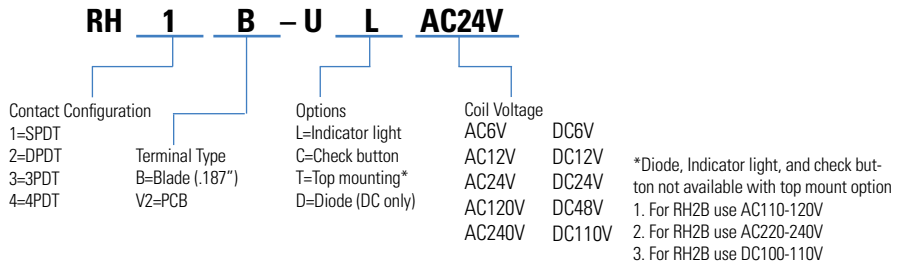 RH 1 B – U L AC24V
Contact Configuration
1=SPDT
2=DPDT
3=3PDT
4=4PDT
Terminal Type
B=Blade (.187")
V2=PCB
Options
L=Indicator light
C=Check button
T=Top mounting*
D=Diode (DC only)
Coil Voltage
AC6V DC6V
AC12V DC12V
AC24V DC24V
AC120V DC48V
AC240V DC110V
*Diode, Indicator light, and check but-
ton not available with top mount option
1. For RH2B use AC110-120V
2. For RH2B use AC220-240V
3. For RH2B use DC100-110V